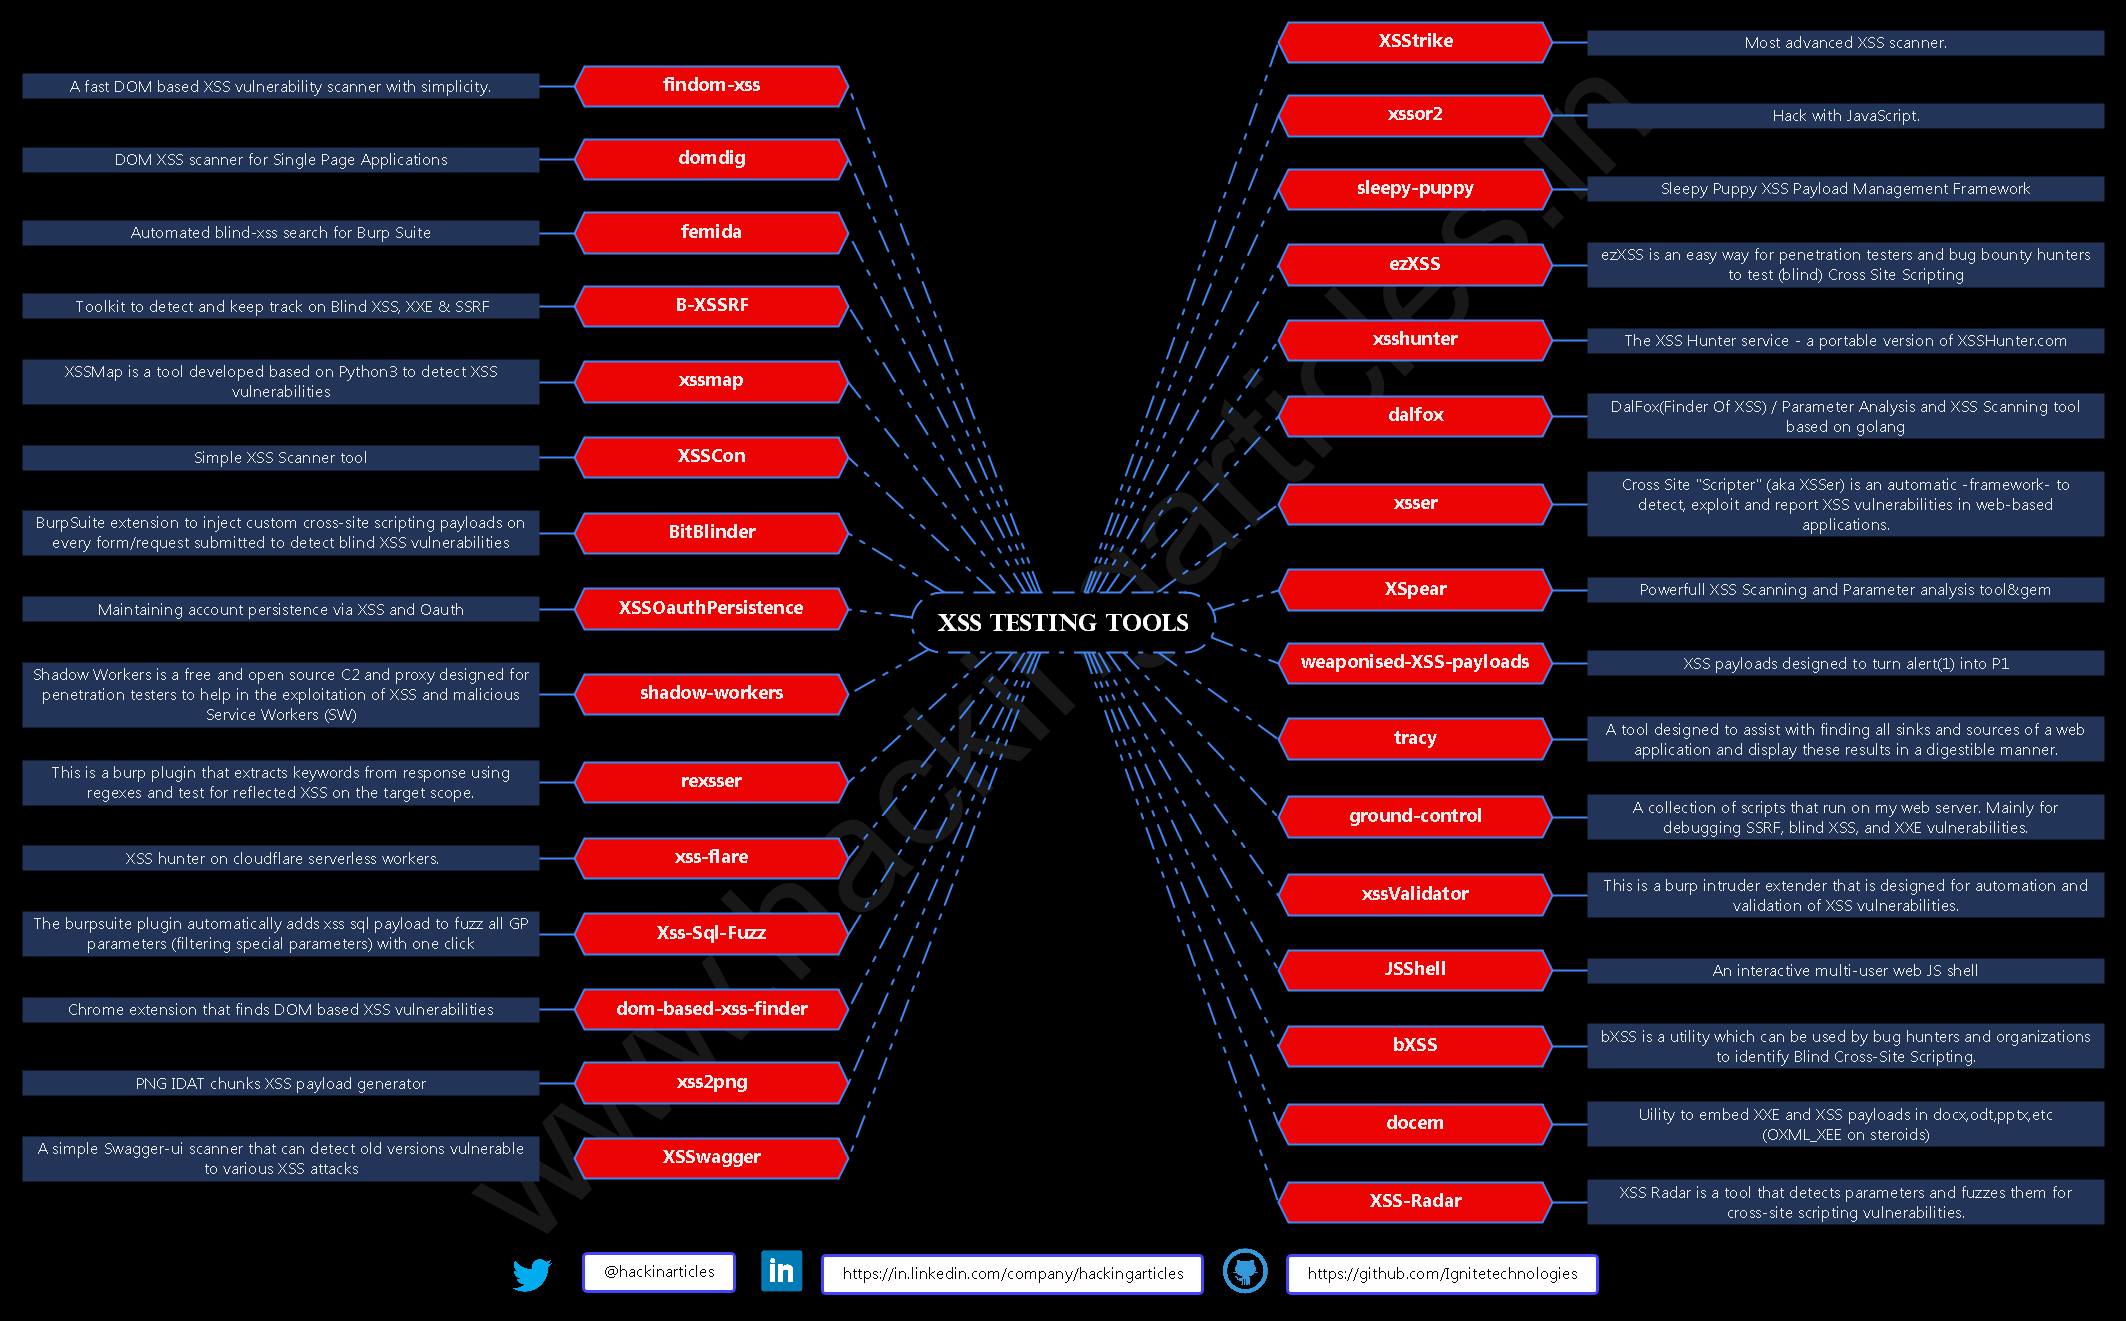 XSS TESTING TOOLS
findom-xss
A fast DOM based XSS vulnerability scanner with simplicity.
domdig
DOM XSS scanner for Single Page Applications
femida
Automated blind-xss search for Burp Suite
B-XSSRF
Toolkit to detect and keep track on Blind XSS, XXE & SSRF
xssmap
XSSMap is a tool developed based on Python3 to detect XSS
vulnerabilities
XSSCon
Simple XSS Scanner tool
BitBlinder
BurpSuite extension to inject custom cross-site scripting payloads on
every form/request submitted to detect blind XSS vulnerabilities
XSSOauthPersistence
Maintaining account persistence via XSS and Oauth
shadow-workers
Shadow Workers is a free and open source C2 and proxy designed for
penetration testers to help in the exploitation of XSS and malicious
Service Workers (SW)
rexsser
This is a burp plugin that extracts keywords from response using
regexes and test for reflected XSS on the target scope.
xss-flare
XSS hunter on cloudflare serverless workers.
Xss-Sql-Fuzz
The burpsuite plugin automatically adds xss sql payload to fuzz all GP
parameters (filtering special parameters) with one click
dom-based-xss-finder
Chrome extension that finds DOM based XSS vulnerabilities
xss2png
PNG IDAT chunks XSS payload generator
XSSwagger
A simple Swagger-ui scanner that can detect old versions vulnerable
to various XSS attacks
XSStrike
Most advanced XSS scanner.
xssor2
Hack with JavaScript.
sleepy-puppy
Sleepy Puppy XSS Payload Management Framework
ezXSS
ezXSS is an easy way for penetration testers and bug bounty hunters
to test (blind) Cross Site Scripting
xsshunter
The XSS Hunter service - a portable version of XSSHunter.com
dalfox
DalFox(Finder Of XSS) / Parameter Analysis and XSS Scanning tool
based on golang
xsser
Cross Site "Scripter" (aka XSSer) is an automatic -framework- to
detect, exploit and report XSS vulnerabilities in web-based
applications.
XSpear
Powerfull XSS Scanning and Parameter analysis tool&gem
weaponised-XSS-payloads
XSS payloads designed to turn alert(1) into P1
tracy
A tool designed to assist with finding all sinks and sources of a web
application and display these results in a digestible manner.
ground-control
A collection of scripts that run on my web server. Mainly for
debugging SSRF, blind XSS, and XXE vulnerabilities.
xssValidator
This is a burp intruder extender that is designed for automation and
validation of XSS vulnerabilities.
JSShell
An interactive multi-user web JS shell
bXSS
bXSS is a utility which can be used by bug hunters and organizations
to identify Blind Cross-Site Scripting.
docem
Uility to embed XXE and XSS payloads in docx,odt,pptx,etc
(OXML_XEE on steroids)
XSS-Radar
XSS Radar is a tool that detects parameters and fuzzes them for
cross-site scripting vulnerabilities.
www.hackingarticles.in
@hackinarticles
in
https://in.linkedin.com/company/hackingarticles
https://github.com/Ignitetechnologies